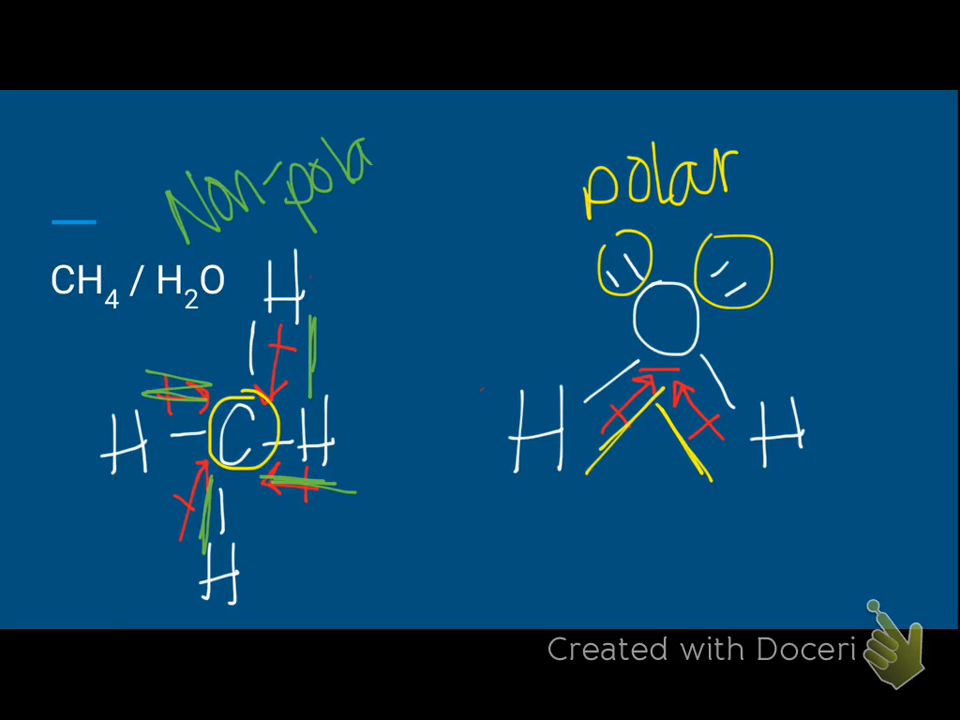 Non-pola
polar
CH₄ / H₂O
H
H – C – H
H
O
H H
Created with Doceri